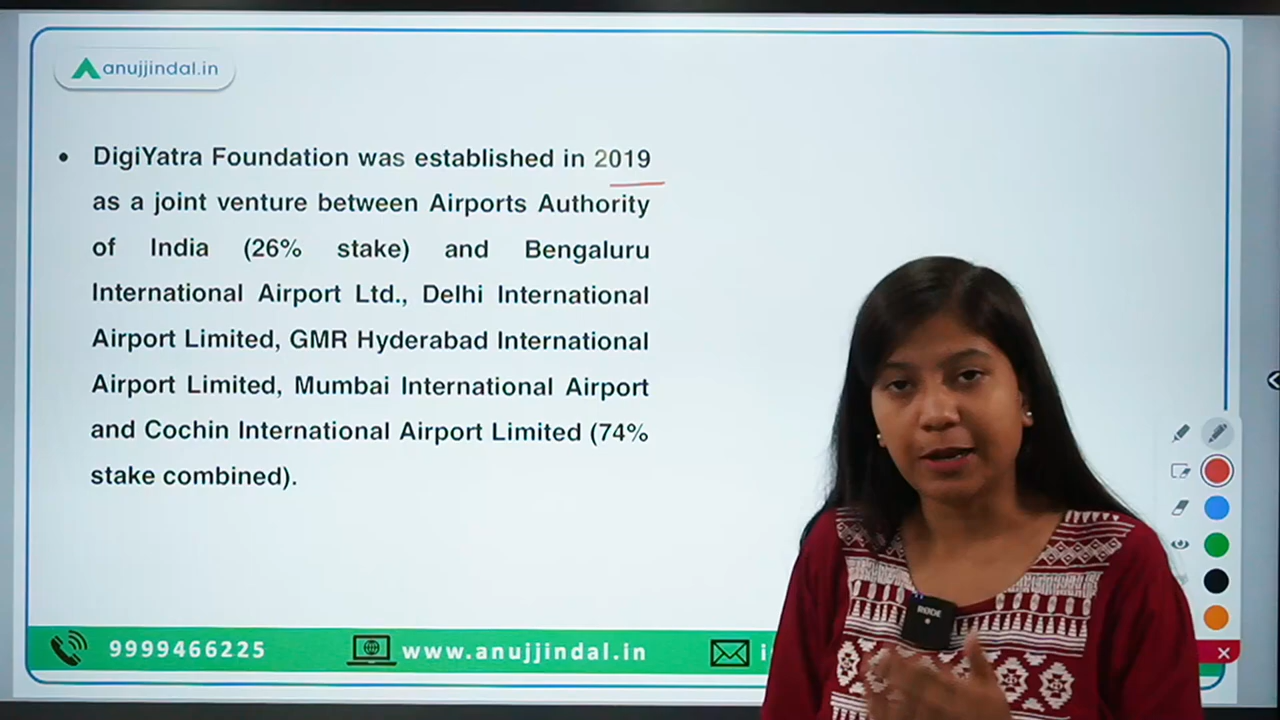 anujjindal.in
• DigiYatra Foundation was established in 2019
as a joint venture between Airports Authority
of India (26% stake) and Bengaluru
International Airport Ltd., Delhi International
Airport Limited, GMR Hyderabad International
Airport Limited, Mumbai International Airport
and Cochin International Airport Limited (74%
stake combined).
RØDE
9999466225
www.anujjindal.in